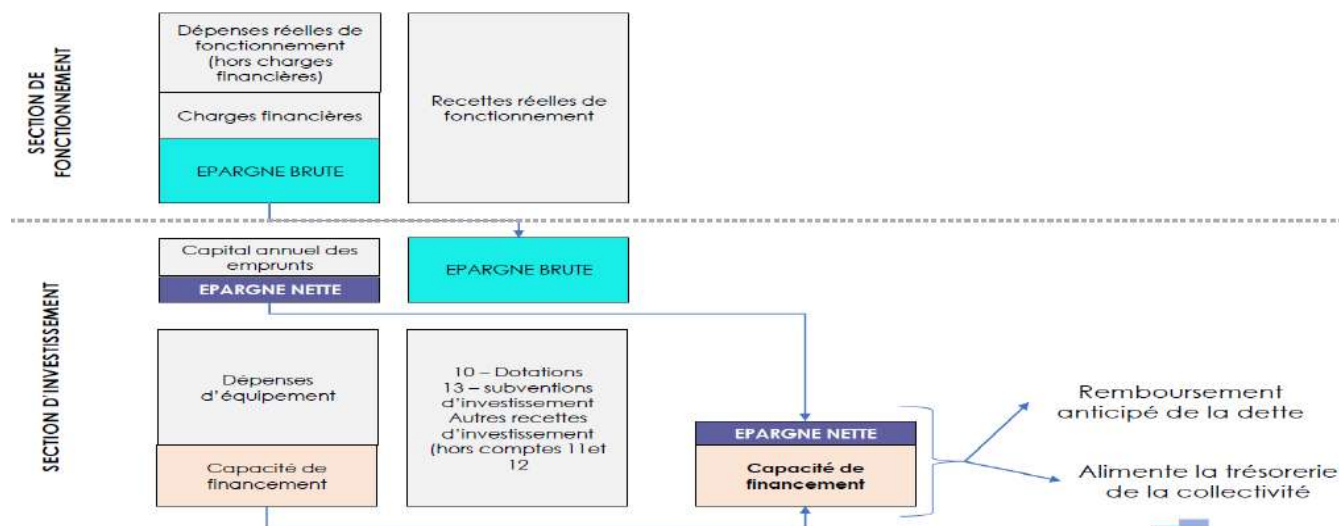 SECTION DE
FONCTIONNEMENT
Dépenses réelles de
fonctionnement
(hors charges
financières)
Charges financières
EPARGNE BRUTE
Recettes réelles de
fonctionnement
SECTION D'INVESTISSEMENT
Capital annuel des
emprunts
EPARGNE NETTE
EPARGNE BRUTE
Dépenses
d'équipement
Capacité de
financement
10 – Dotations
13 – subventions
d'investissement
Autres recettes
d'investissement
(hors comptes 11et
12
EPARGNE NETTE
Capacité de
financement
Remboursement
anticipé de la dette
Alimente la trésorerie
de la collectivité